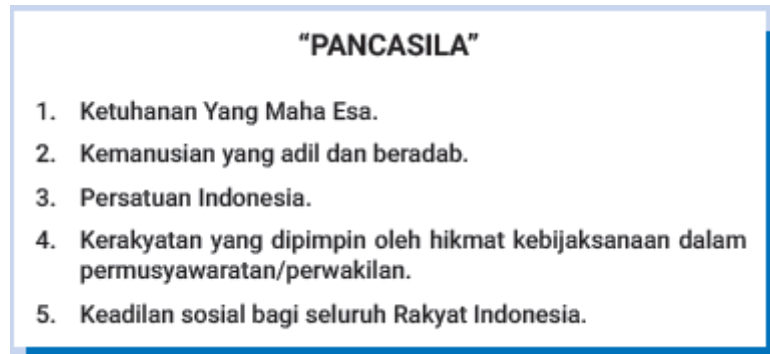 “PANCASILA”
1. Ketuhanan Yang Maha Esa.
2. Kemanusian yang adil dan beradab.
3. Persatuan Indonesia.
4. Kerakyatan yang dipimpin oleh hikmat kebijaksanaan dalam
permusyawaratan/perwakilan.
5. Keadilan sosial bagi seluruh Rakyat Indonesia.